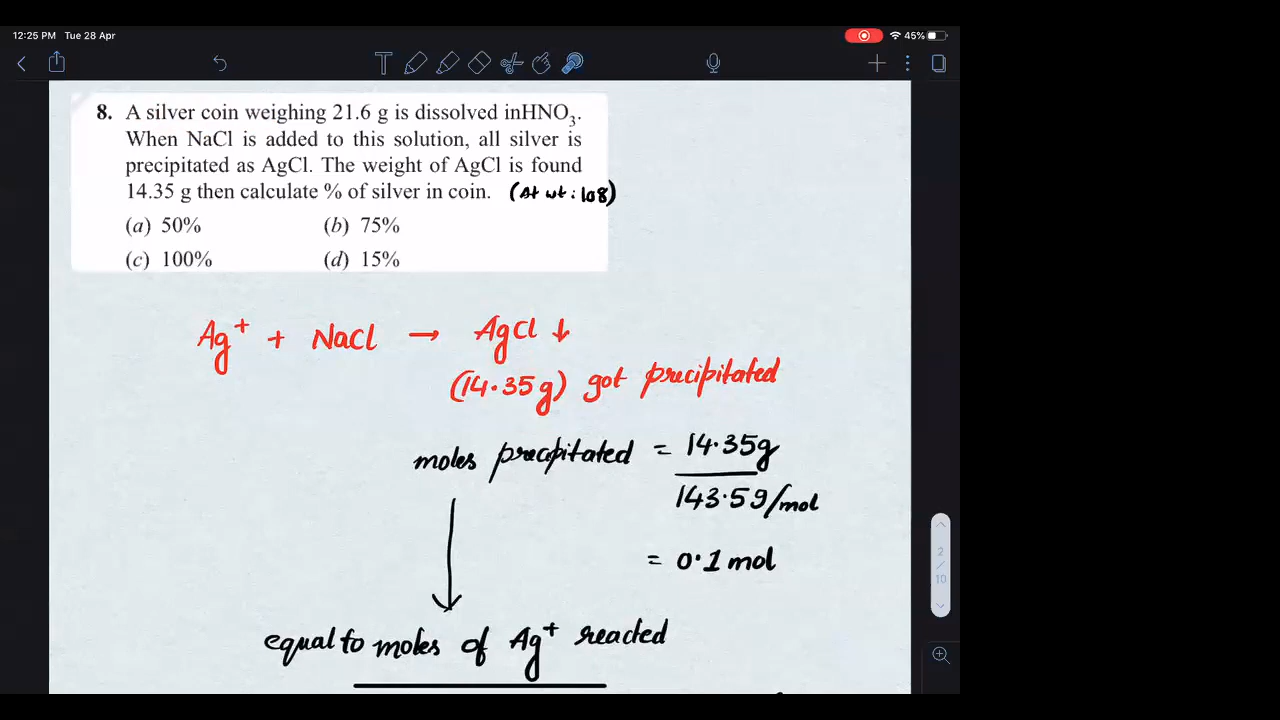 12:25 PM Tue 28 Apr
45%
8. A silver coin weighing 21.6 g is dissolved inHNO₃.
When NaCl is added to this solution, all silver is
precipitated as AgCl. The weight of AgCl is found
14.35 g then calculate % of silver in coin. (At wt : 108)
(a) 50% (b) 75%
(c) 100% (d) 15%
Ag⁺ + NaCl → AgCl ↓
(14.35g) got precipitated
moles precipitated = 14.35g
143.5g/mol
= 0.1 mol
equal to moles of Ag⁺ reacted
2
/
10